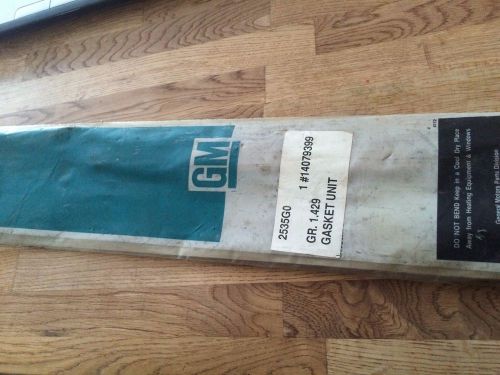 GM
2535G0 1 #14079399
GR. 1.429
GASKET UNIT
DO NOT BEND Keep in a Cool Dry Place
Away from Heating Equipment & Windows
General Motors Parts Division